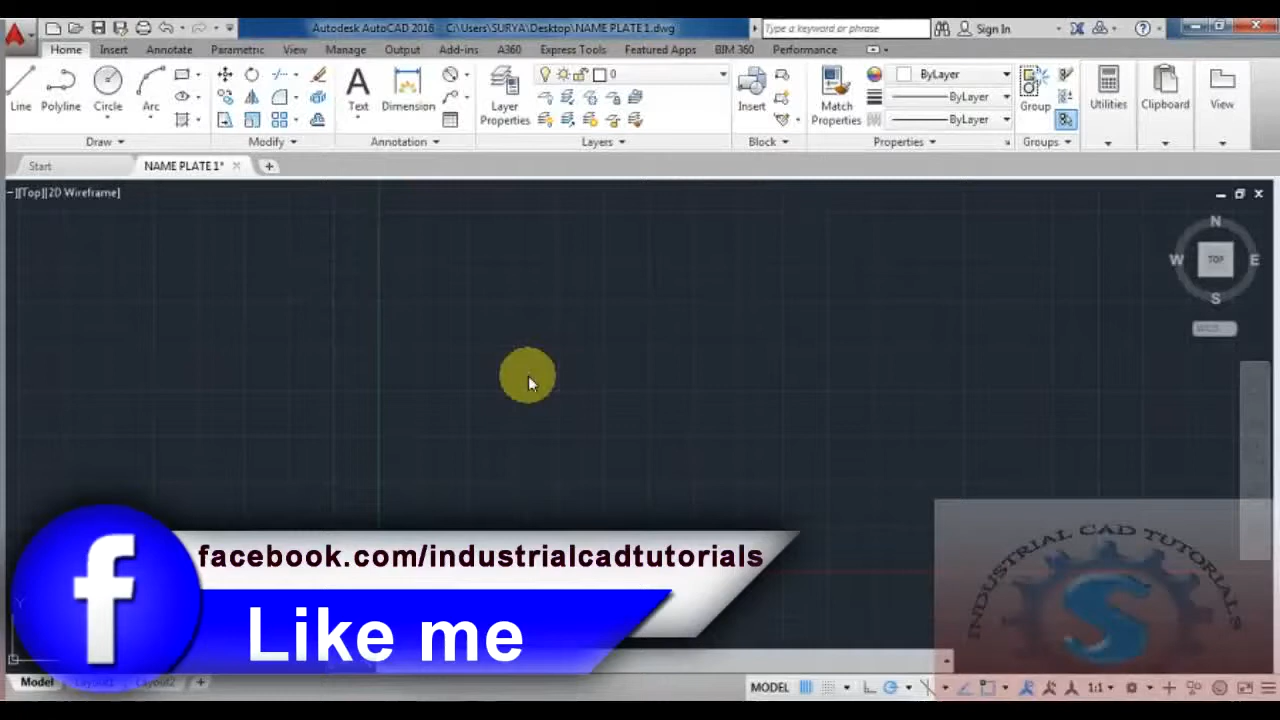 Autodesk AutoCAD 2016 - C:\Users\SURYA\Desktop\NAME PLATE 1.dwg
Type a keyword or phrase
Sign In
Home Insert Annotate Parametric View Manage Output Add-ins A360 Express Tools Featured Apps BIM 360 Performance
0
ByLayer
ByLayer
ByLayer
Line Polyline Circle Arc
Text Dimension
Layer Properties
Insert
Match Properties
Group
Utilities Clipboard View
Draw Modify Annotation Layers Block Properties Groups
Start NAME PLATE 1*
[Top][2D Wireframe]
N
W TOP E
S
INDUSTRIAL CAD TUTORIALS
S
f
facebook.com/industrialcadtutorials
Like me
Y
Model Layout1 Layout2
MODEL 1:1